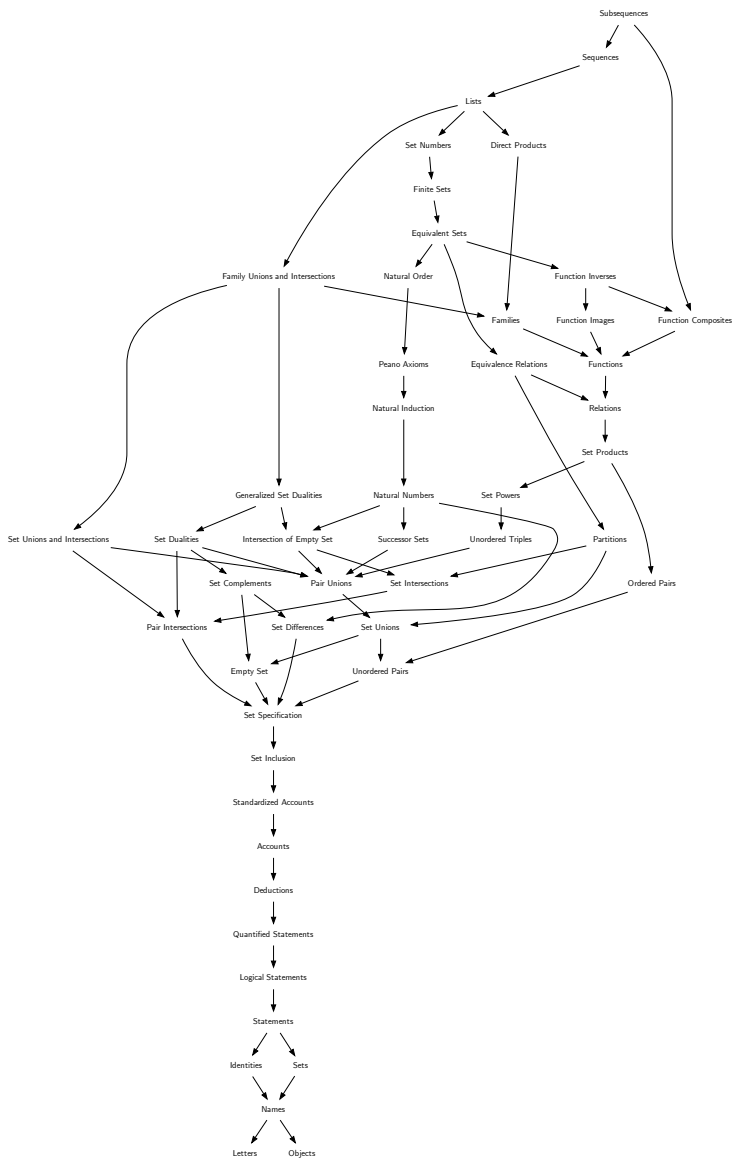 Subsequences
Sequences
Lists
Set Numbers
Direct Products
Finite Sets
Equivalent Sets
Family Unions and Intersections
Natural Order
Function Inverses
Families
Function Images
Function Composites
Peano Axioms
Equivalence Relations
Functions
Natural Induction
Relations
Set Products
Generalized Set Dualities
Natural Numbers
Set Powers
Set Unions and Intersections
Set Dualities
Intersection of Empty Set
Successor Sets
Unordered Triples
Partitions
Set Complements
Pair Unions
Set Intersections
Ordered Pairs
Pair Intersections
Set Differences
Set Unions
Empty Set
Unordered Pairs
Set Specification
Set Inclusion
Standardized Accounts
Accounts
Deductions
Quantified Statements
Logical Statements
Statements
Identities
Sets
Names
Letters
Objects